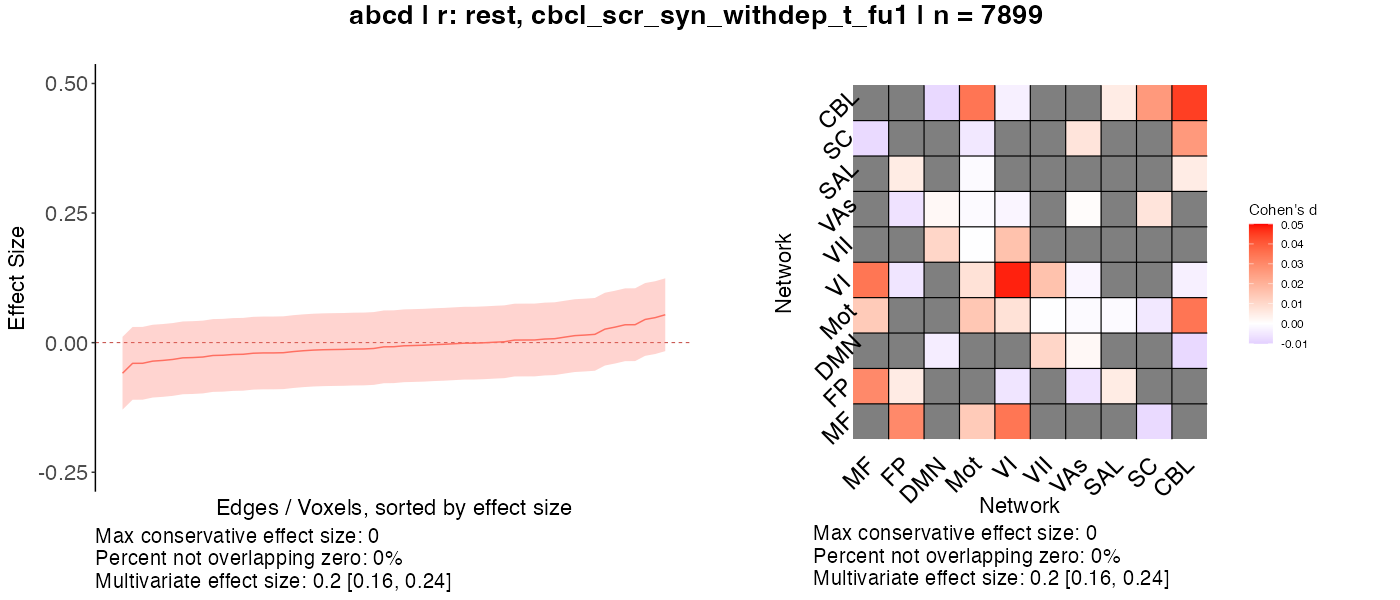 abcd | r: rest, cbcl_scr_syn_withdep_t_fu1 | n = 7899
Effect Size
0.50
0.25
0.00
-0.25
Edges / Voxels, sorted by effect size
Max conservative effect size: 0
Percent not overlapping zero: 0%
Multivariate effect size: 0.2 [0.16, 0.24]
Network
CBL
SC
SAL
VAs
VII
VI
Mot
DMN
FP
MF
MF FP DMN Mot VI VII VAs SAL SC CBL
Network
Max conservative effect size: 0
Percent not overlapping zero: 0%
Multivariate effect size: 0.2 [0.16, 0.24]
Cohen's d
0.05
0.04
0.03
0.02
0.01
0.00
-0.01